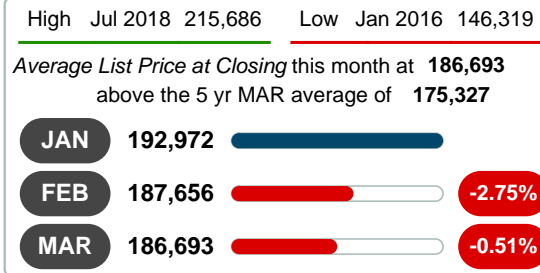 High Jul 2018 215,686 Low Jan 2016 146,319
Average List Price at Closing this month at 186,693
above the 5 yr MAR average of 175,327
JAN 192,972
FEB 187,656 -2.75%
MAR 186,693 -0.51%